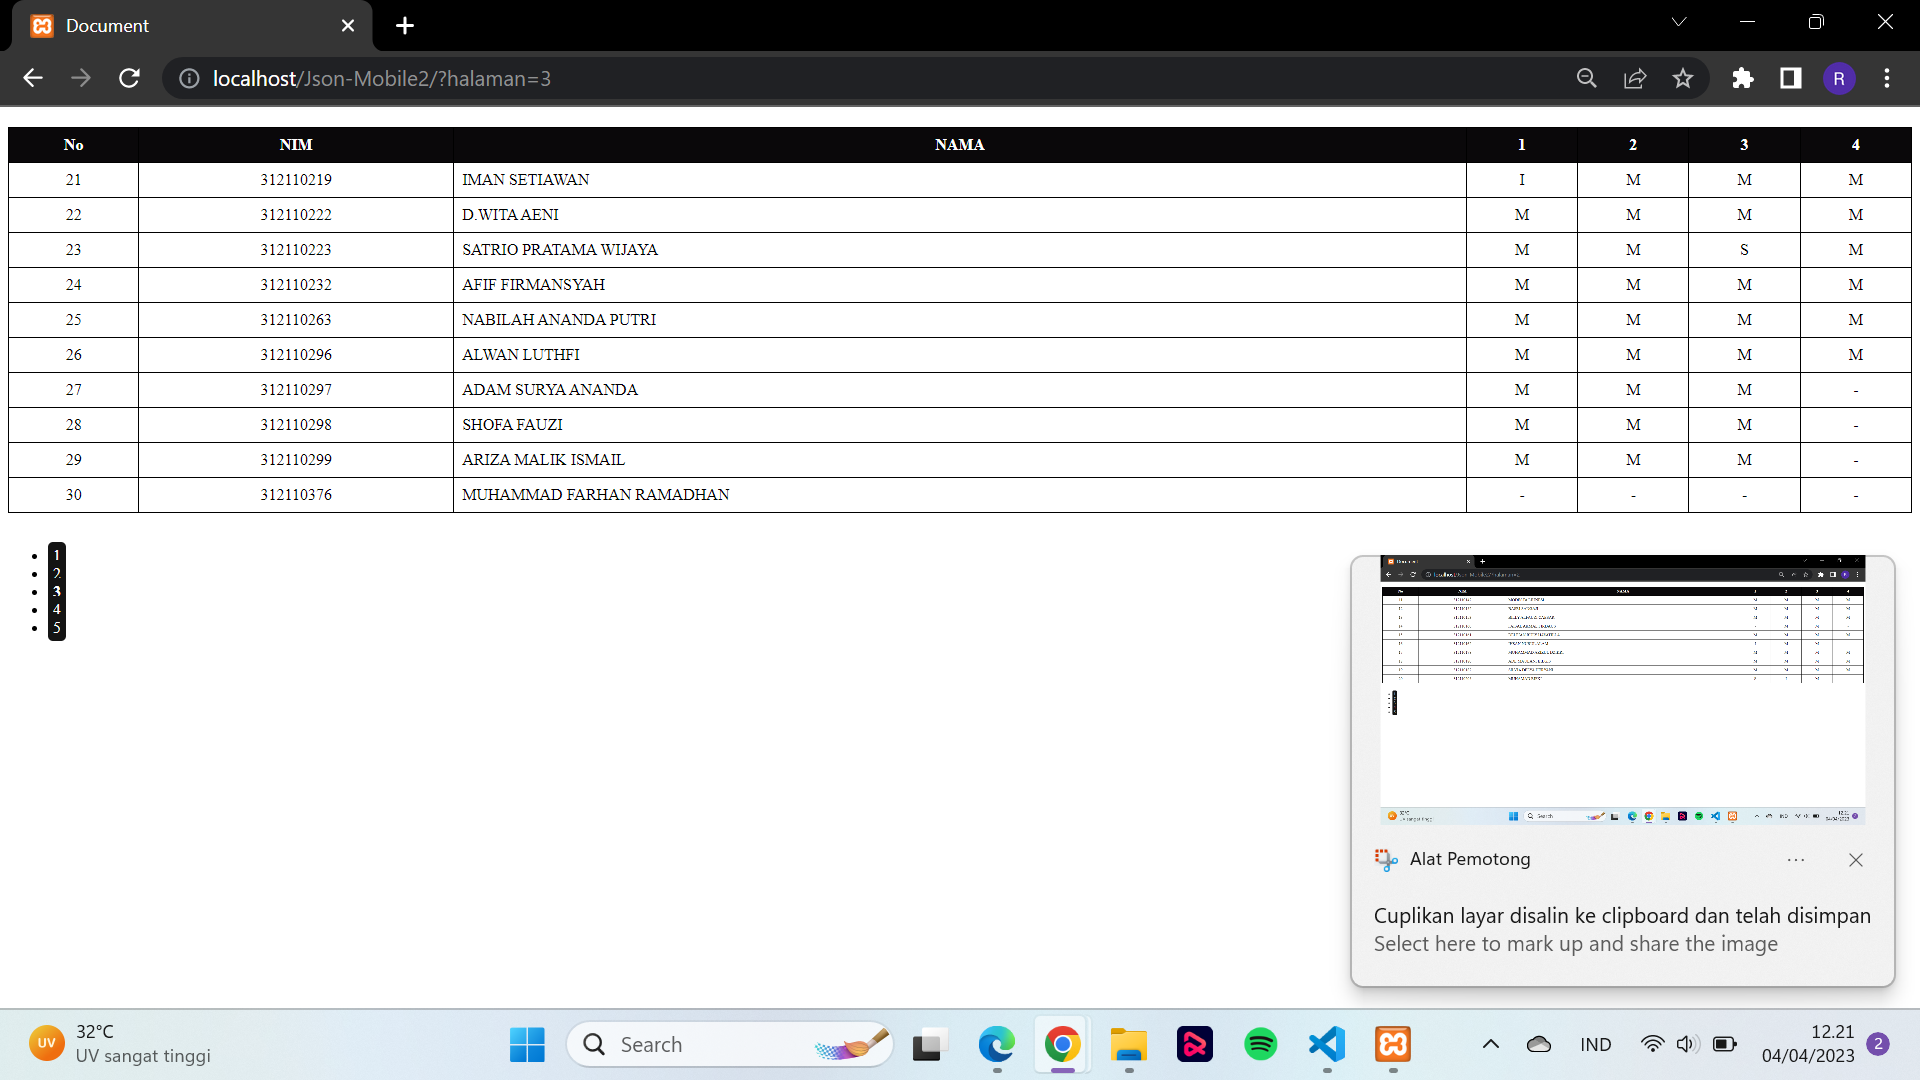 Document
localhost/Json-Mobile2/?halaman=3
R
No NIM NAMA 1 2 3 4
21 312110219 IMAN SETIAWAN I M M M
22 312110222 D.WITA AENI M M M M
23 312110223 SATRIO PRATAMA WIJAYA M M S M
24 312110232 AFIF FIRMANSYAH M M M M
25 312110263 NABILAH ANANDA PUTRI M M M M
26 312110296 ALWAN LUTHFI M M M M
27 312110297 ADAM SURYA ANANDA M M M -
28 312110298 SHOFA FAUZI M M M -
29 312110299 ARIZA MALIK ISMAIL M M M -
30 312110376 MUHAMMAD FARHAN RAMADHAN - - - -
1
2
3
4
5
Alat Pemotong
Cuplikan layar disalin ke clipboard dan telah disimpan
Select here to mark up and share the image
UV
32°C
UV sangat tinggi
Search
IND
12.21
04/04/2023
2